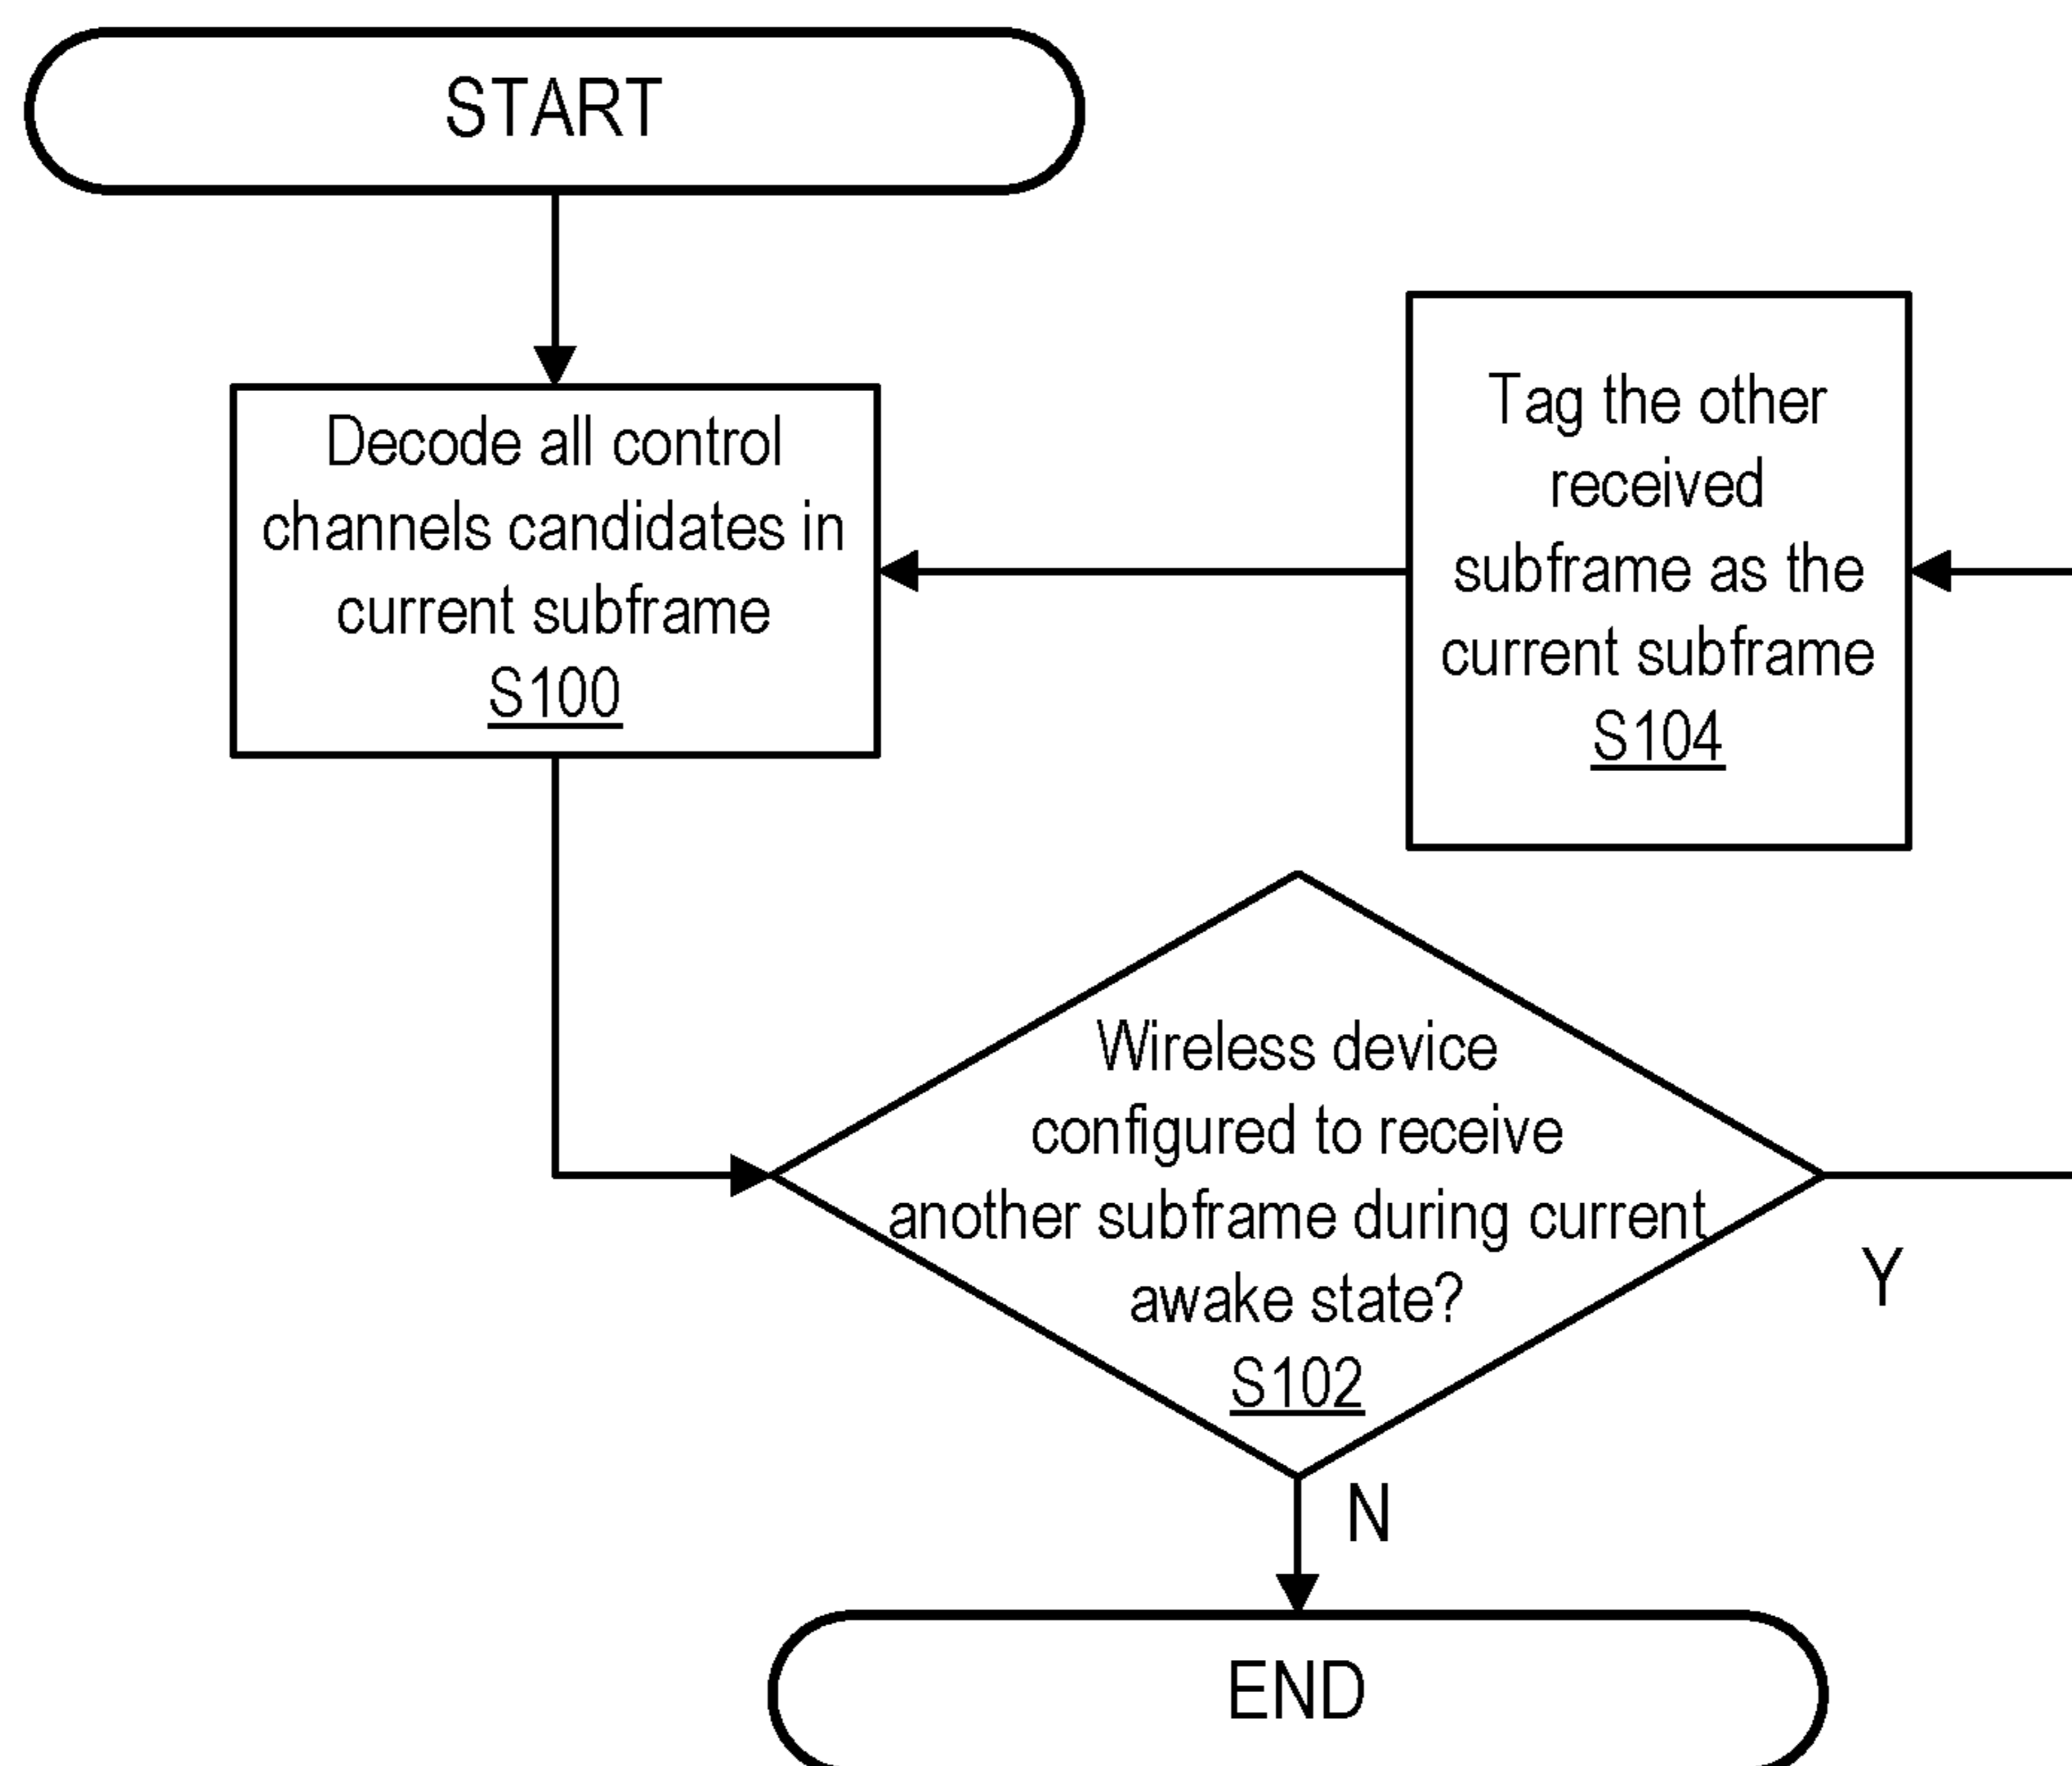 START
Decode all control
channels candidates in
current subframe
S100
Tag the other
received
subframe as the
current subframe
S104
Wireless device
configured to receive
another subframe during current
awake state?
S102
Y
N
END